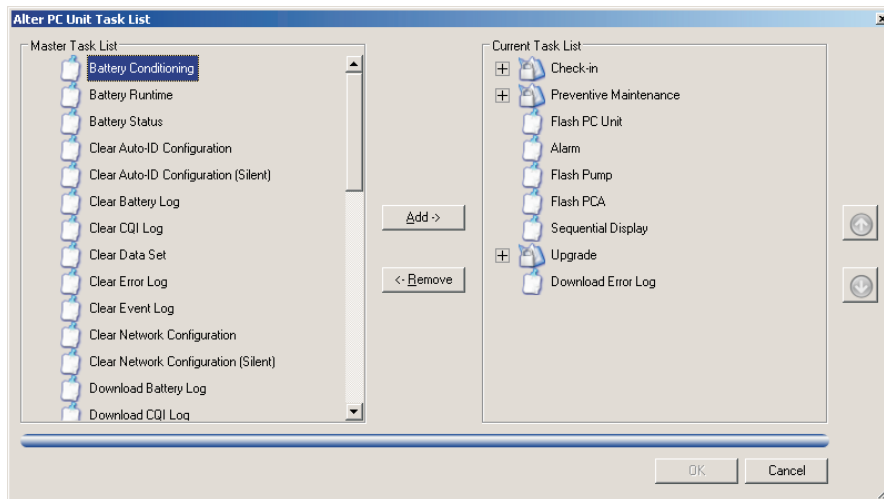 Alter PC Unit Task List
Master Task List
Battery Conditioning
Battery Runtime
Battery Status
Clear Auto-ID Configuration
Clear Auto-ID Configuration (Silent)
Clear Battery Log
Clear CQI Log
Clear Data Set
Clear Error Log
Clear Event Log
Clear Network Configuration
Clear Network Configuration (Silent)
Download Battery Log
Download CQI Log
Add ->
<- Remove
Current Task List
Check-in
Preventive Maintenance
Flash PC Unit
Alarm
Flash Pump
Flash PCA
Sequential Display
Upgrade
Download Error Log
OK
Cancel